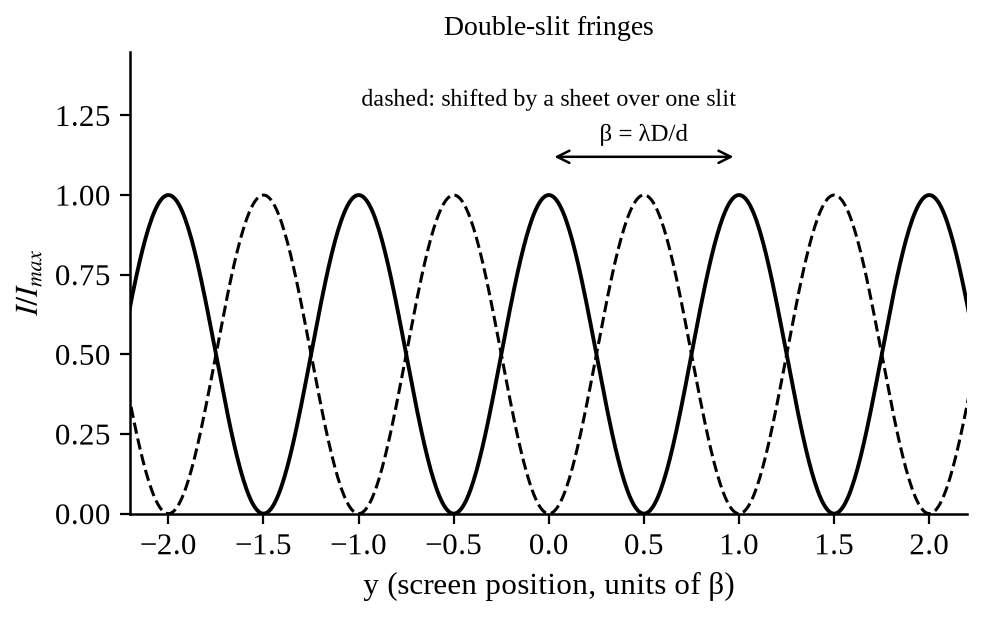 Double-slit fringes
dashed: shifted by a sheet over one slit
β = λD/d
1.25
1.00
0.75
0.50
0.25
0.00
I/I_max
−2.0 −1.5 −1.0 −0.5 0.0 0.5 1.0 1.5 2.0
y (screen position, units of β)